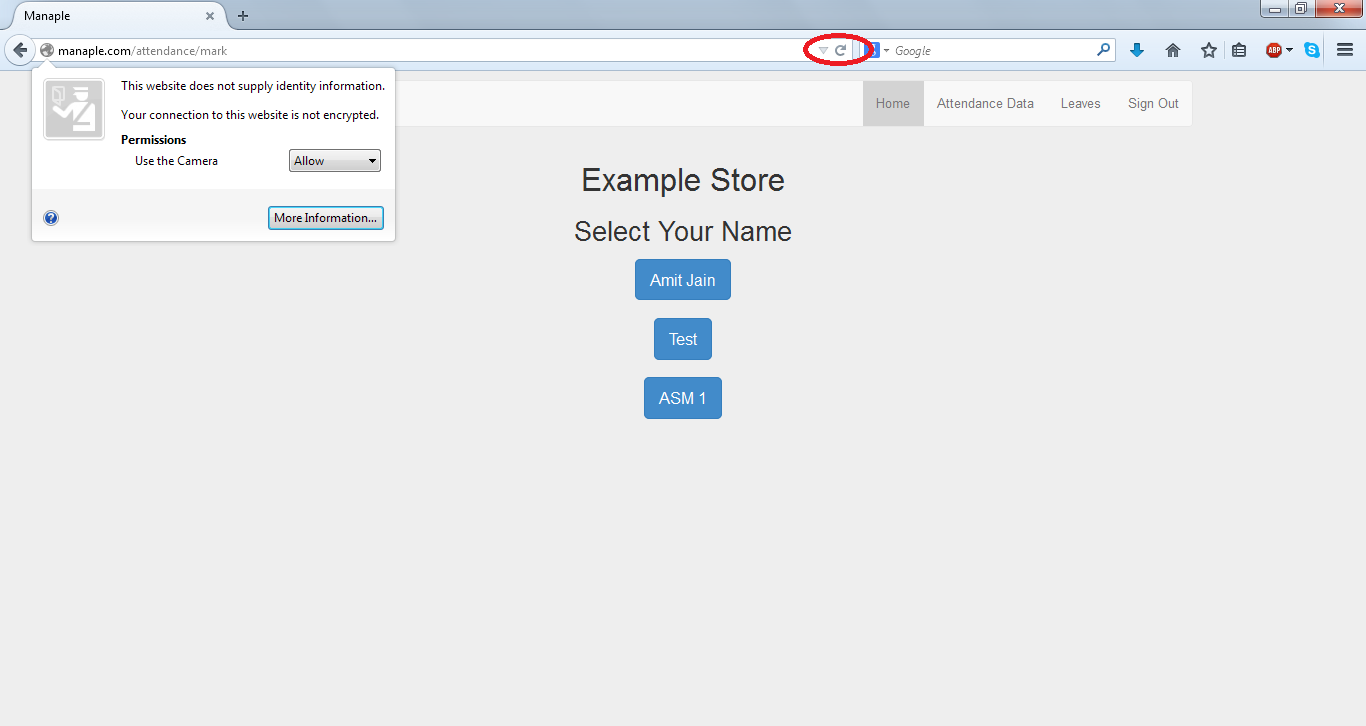 Manaple
manaple.com/attendance/mark
Google
ABP
This website does not supply identity information.
Your connection to this website is not encrypted.
Permissions
Use the Camera
Allow
More Information...
Home
Attendance Data
Leaves
Sign Out
Example Store
Select Your Name
Amit Jain
Test
ASM 1